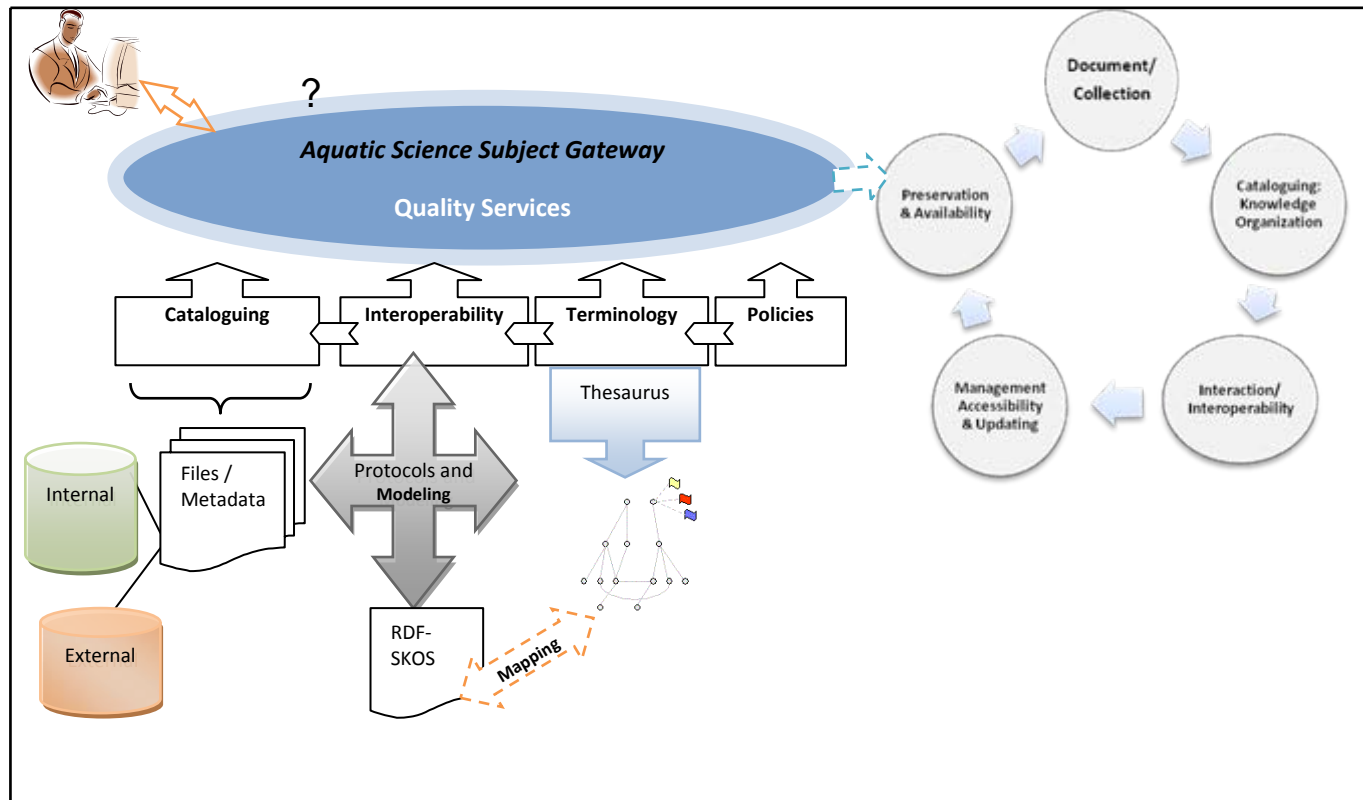 ?
Aquatic Science Subject Gateway
Quality Services
Cataloguing
Interoperability
Terminology
Policies
Thesaurus
Files /
Metadata
Internal
External
Protocols and
Modeling
RDF-
SKOS
Mapping
Document/
Collection
Cataloguing:
Knowledge
Organization
Interaction/
Interoperability
Management
Accessibility
& Updating
Preservation
& Availability